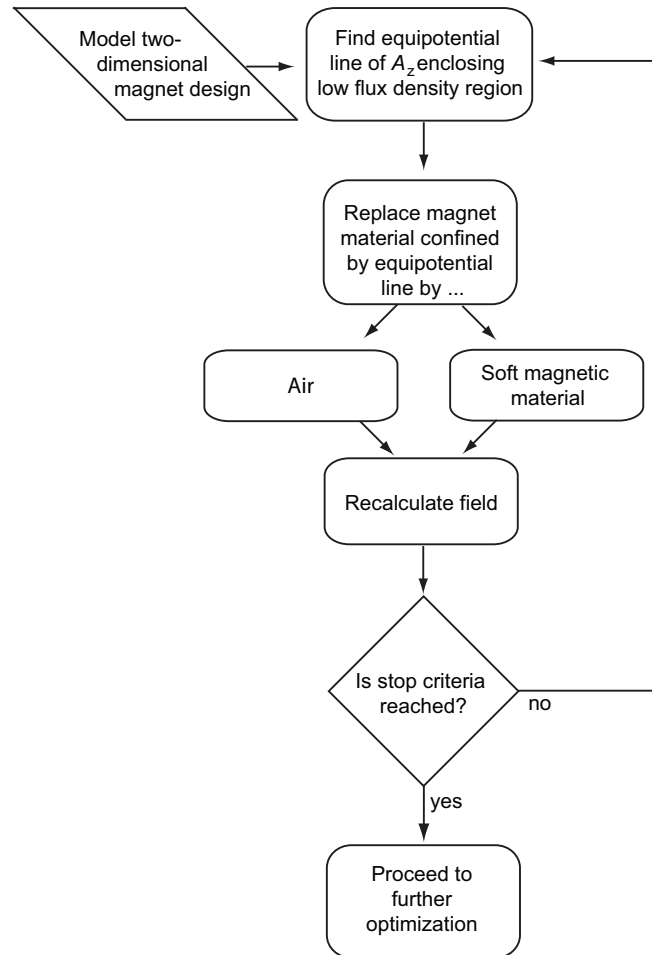 Model two-
dimensional
magnet design
Find equipotential
line of Az enclosing
low flux density region
Replace magnet
material confined
by equipotential
line by ...
Air
Soft magnetic
material
Recalculate field
Is stop criteria
reached?
no
yes
Proceed to
further
optimization